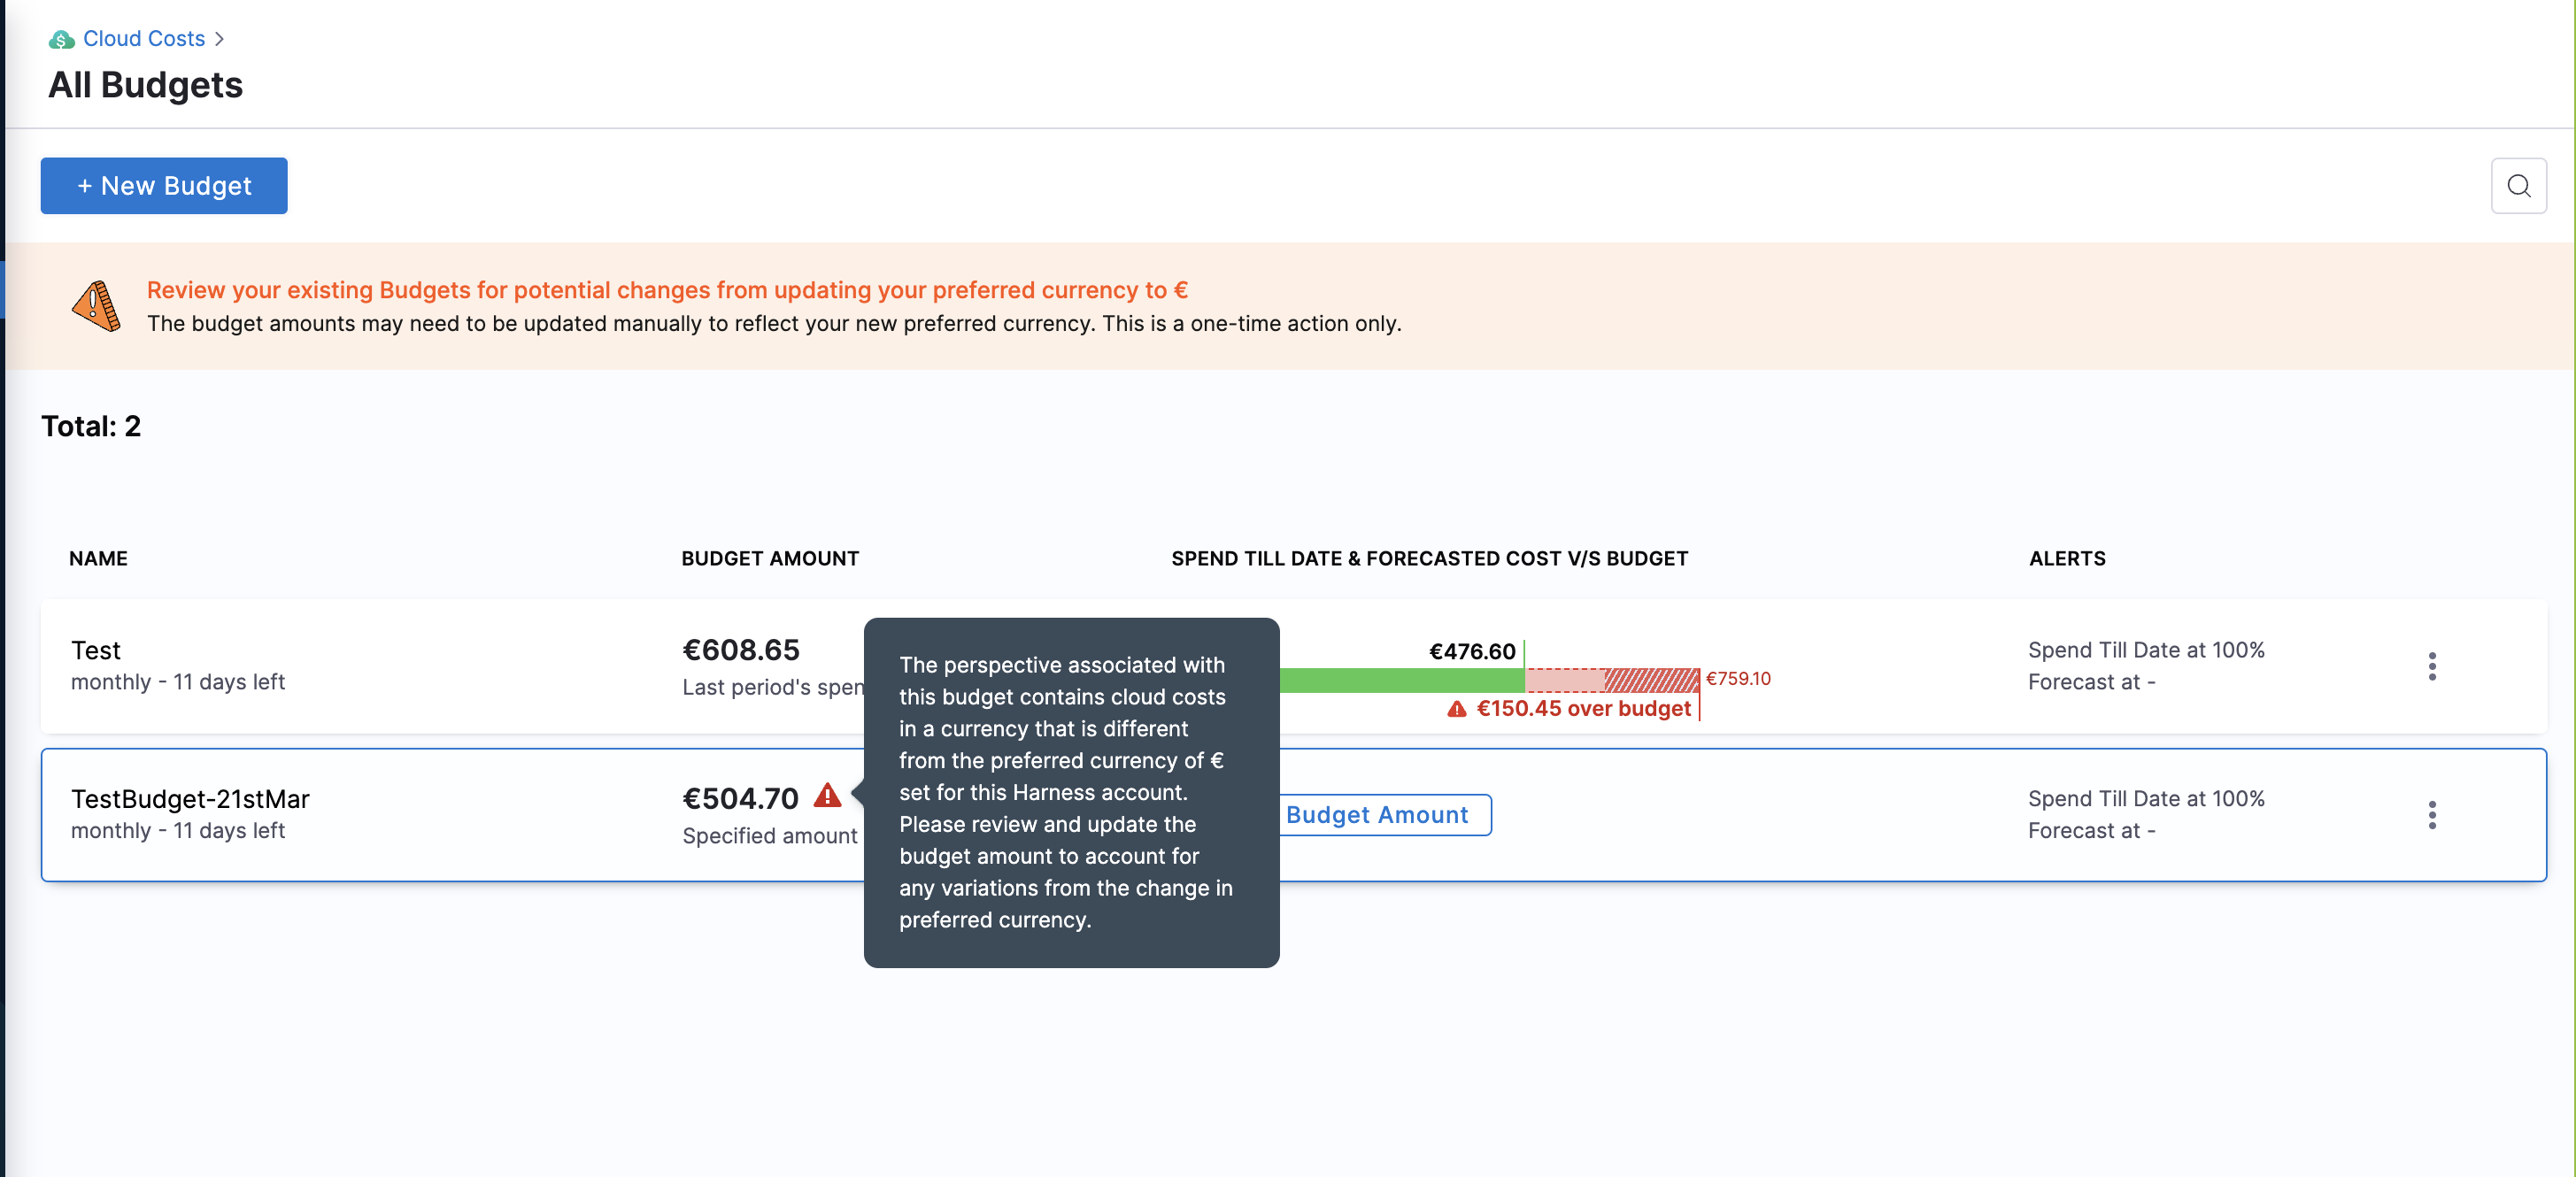 Cloud Costs
All Budgets
+ New Budget
Review your existing Budgets for potential changes from updating your preferred currency to €
The budget amounts may need to be updated manually to reflect your new preferred currency. This is a one-time action only.
Total: 2
NAME BUDGET AMOUNT SPEND TILL DATE & FORECASTED COST V/S BUDGET ALERTS
Test
monthly - 11 days left
€608.65
Last period's
€476.60
€759.10
€150.45 over budget
Spend Till Date at 100%
Forecast at -
TestBudget-21stMar
monthly - 11 days left
€504.70
Specified amount
The perspective associated with
this budget contains cloud costs
in a currency that is different
from the preferred currency of €
set for this Harness account.
Please review and update the
budget amount to account for
any variations from the change in
preferred currency.
Budget Amount
Spend Till Date at 100%
Forecast at -